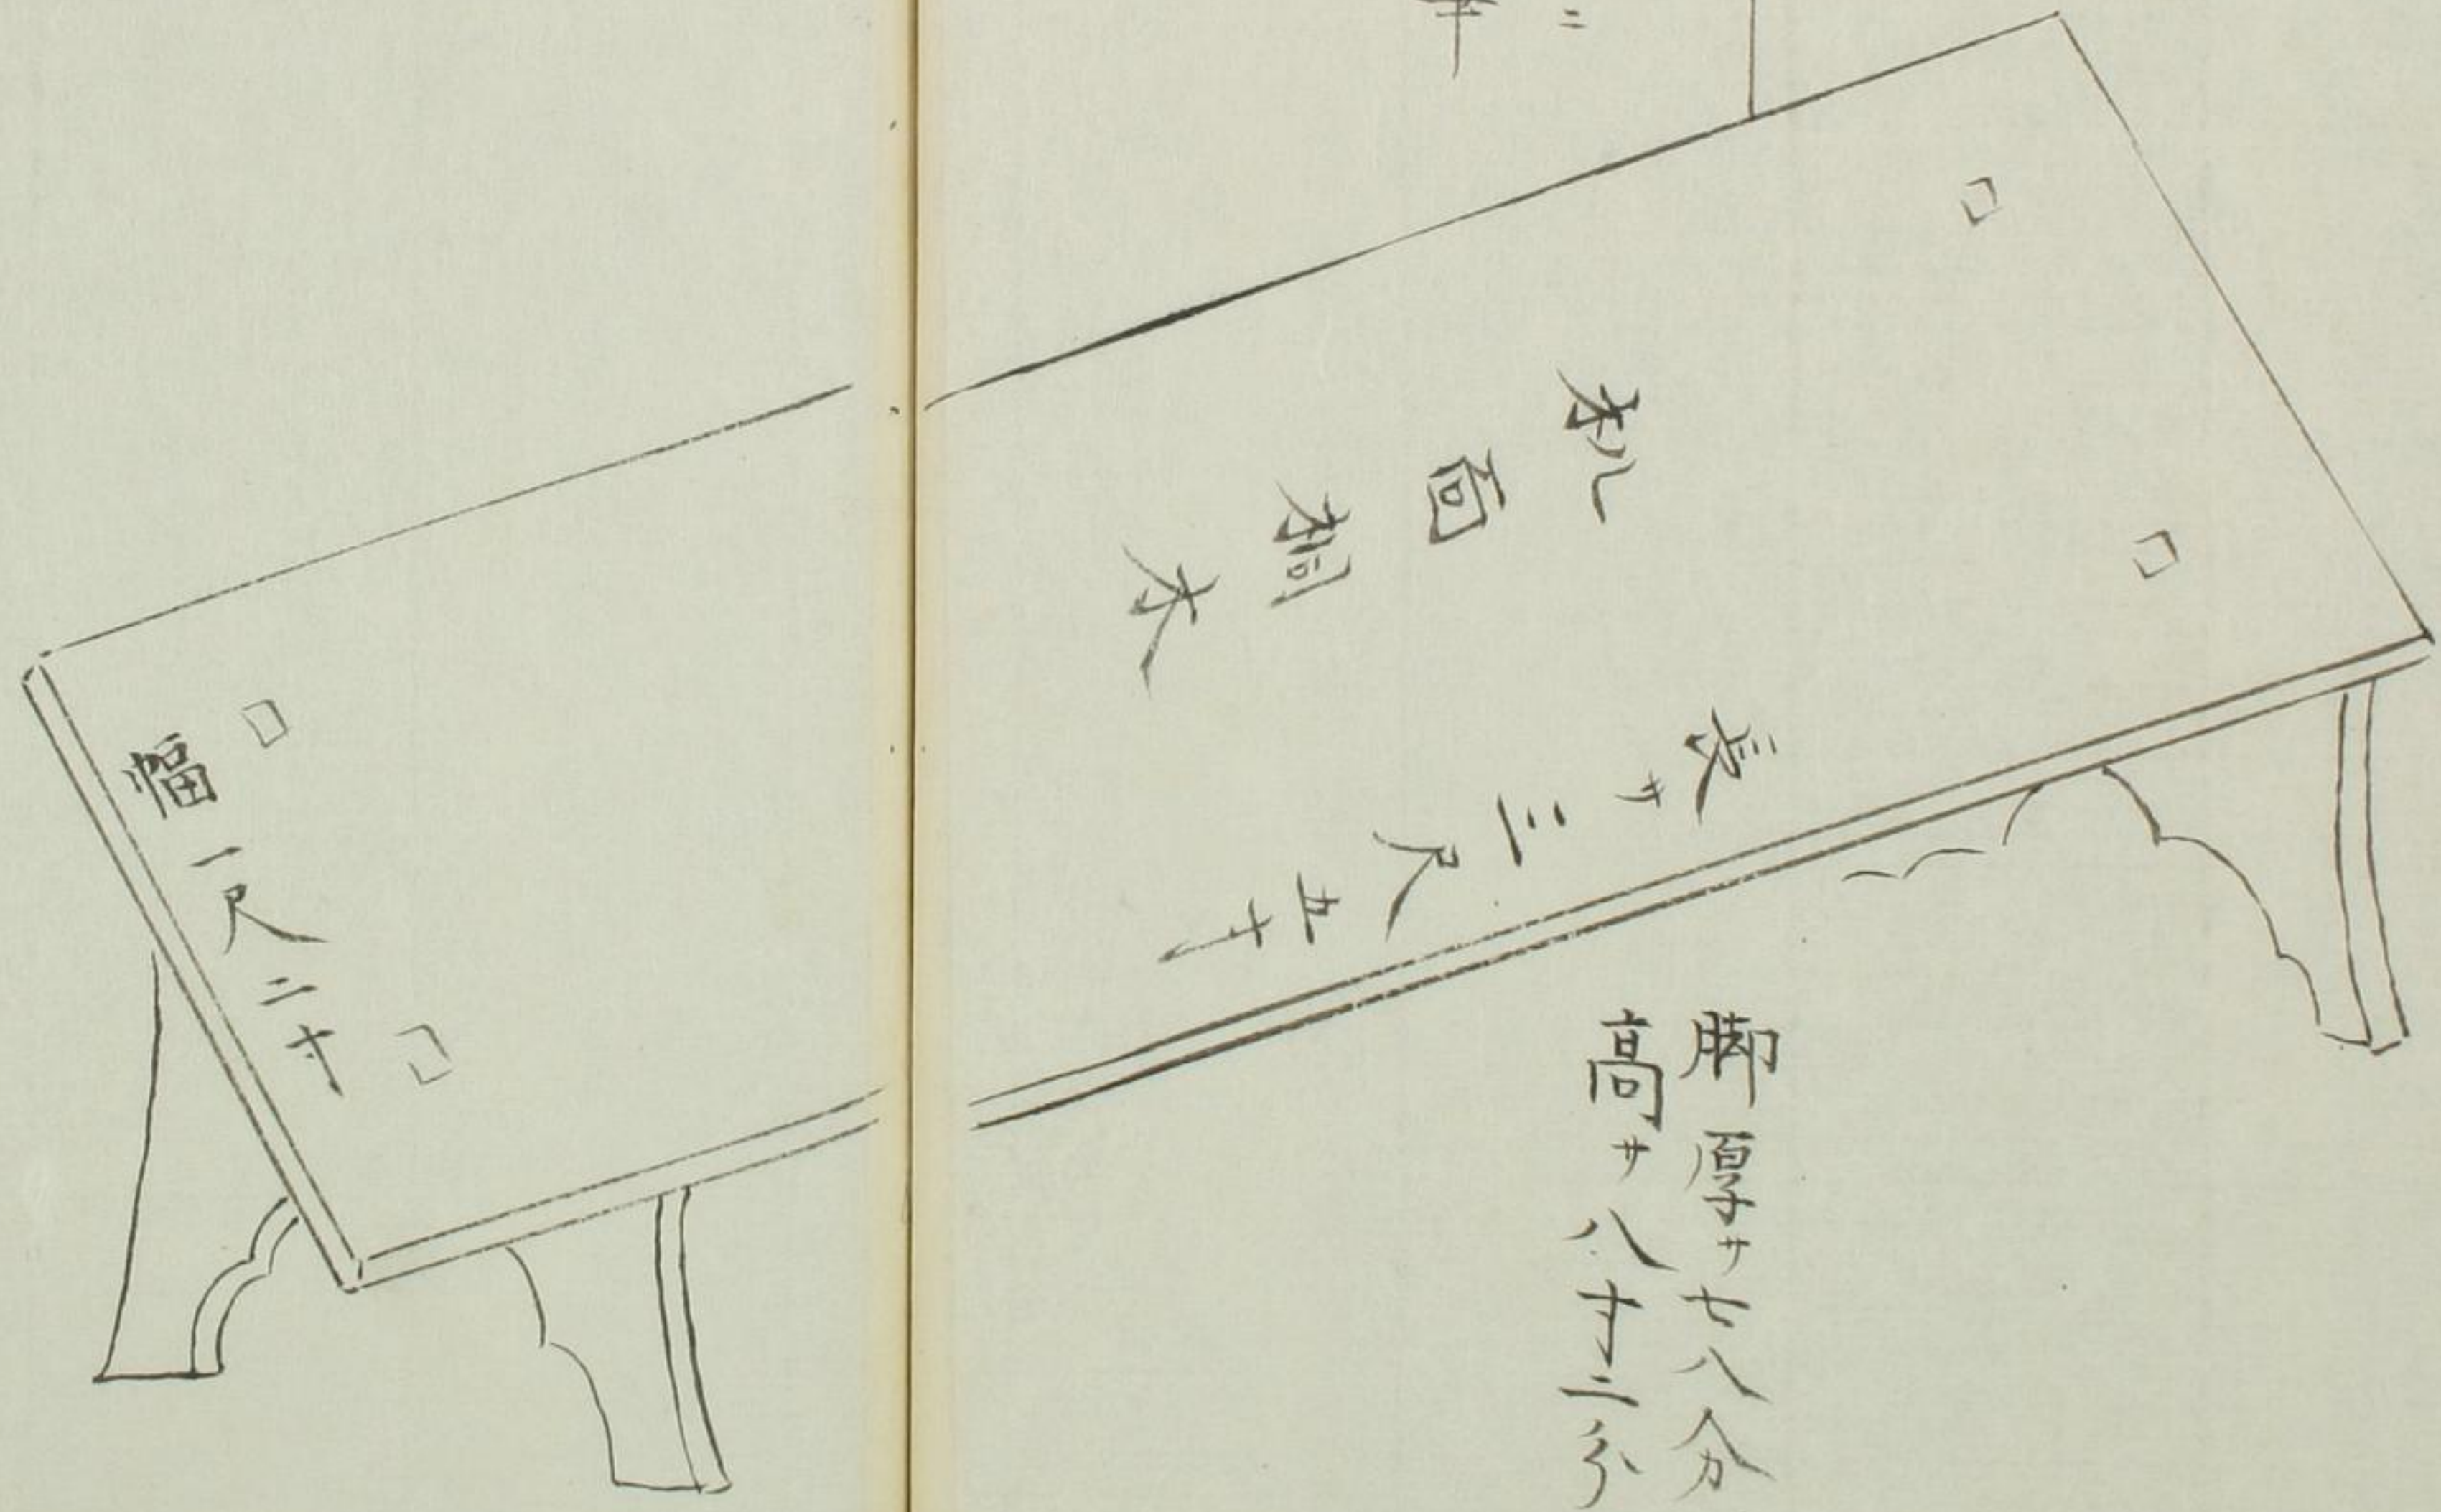 机面桐木
長サ三尺五寸
脚厚サ七八分
高サ八寸二分
幅一尺二寸